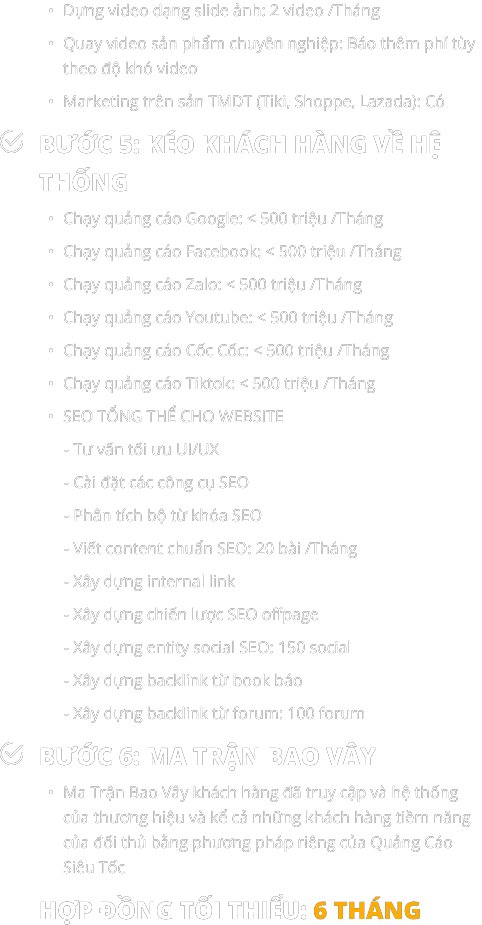 • Dựng video dạng slide ảnh: 2 video /Tháng
• Quay video sản phẩm chuyên nghiệp: Báo thêm phí tùy
theo độ khó video
• Marketing trên sàn TMDT (Tiki, Shoppe, Lazada): Có
BƯỚC 5: KÉO KHÁCH HÀNG VỀ HỆ
THỐNG
• Chạy quảng cáo Google: < 500 triệu /Tháng
• Chạy quảng cáo Facebook: < 500 triệu /Tháng
• Chạy quảng cáo Zalo: < 500 triệu /Tháng
• Chạy quảng cáo Youtube: < 500 triệu /Tháng
• Chạy quảng cáo Cốc Cốc: < 500 triệu /Tháng
• Chạy quảng cáo Tiktok: < 500 triệu /Tháng
• SEO TỔNG THỂ CHO WEBSITE
- Tư vấn tối ưu UI/UX
- Cài đặt các công cụ SEO
- Phân tích bộ từ khóa SEO
- Viết content chuẩn SEO: 20 bài /Tháng
- Xây dựng internal link
- Xây dựng chiến lược SEO offpage
- Xây dựng entity social SEO: 150 social
- Xây dựng backlink từ book báo
- Xây dựng backlink từ forum: 100 forum
BƯỚC 6: MA TRẬN BAO VÂY
• Ma Trận Bao Vây khách hàng đã truy cập và hệ thống
của thương hiệu và kể cả những khách hàng tiềm năng
của đối thủ bằng phương pháp riêng của Quảng Cáo
Siêu Tốc
HỢP ĐỒNG TỐI THIỂU: 6 THÁNG